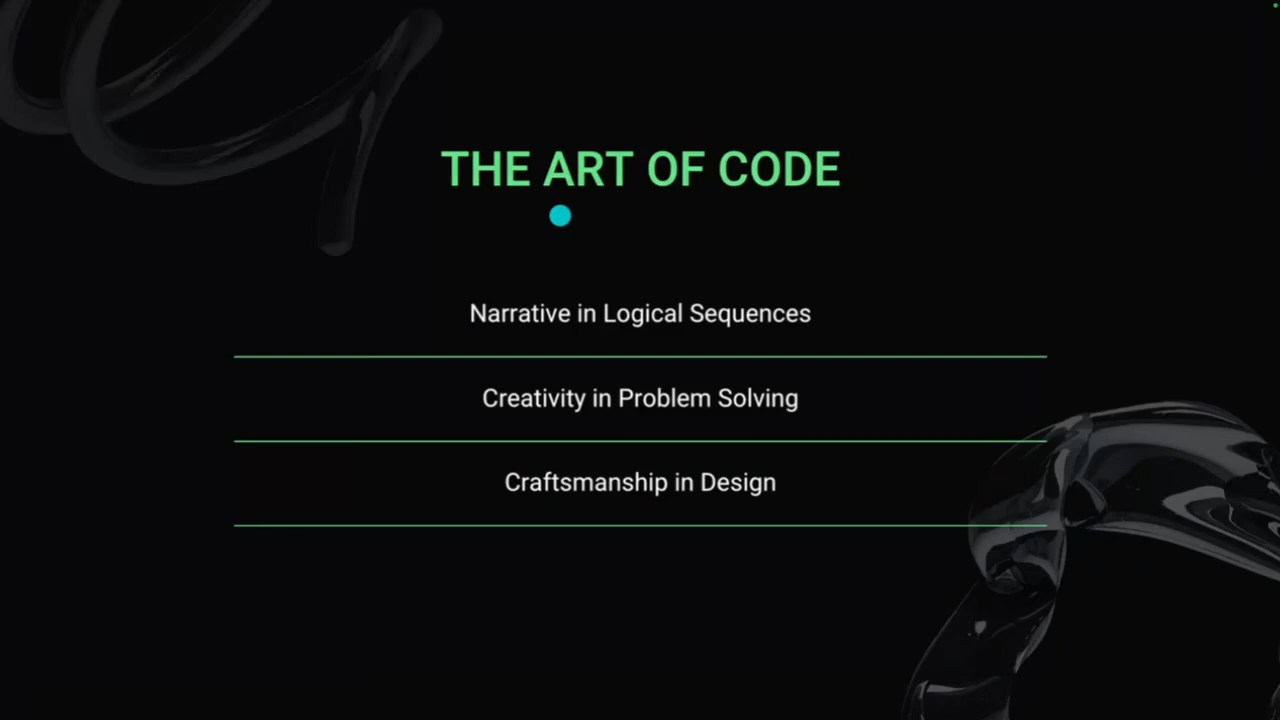 THE ART OF CODE
Narrative in Logical Sequences
Creativity in Problem Solving
Craftsmanship in Design